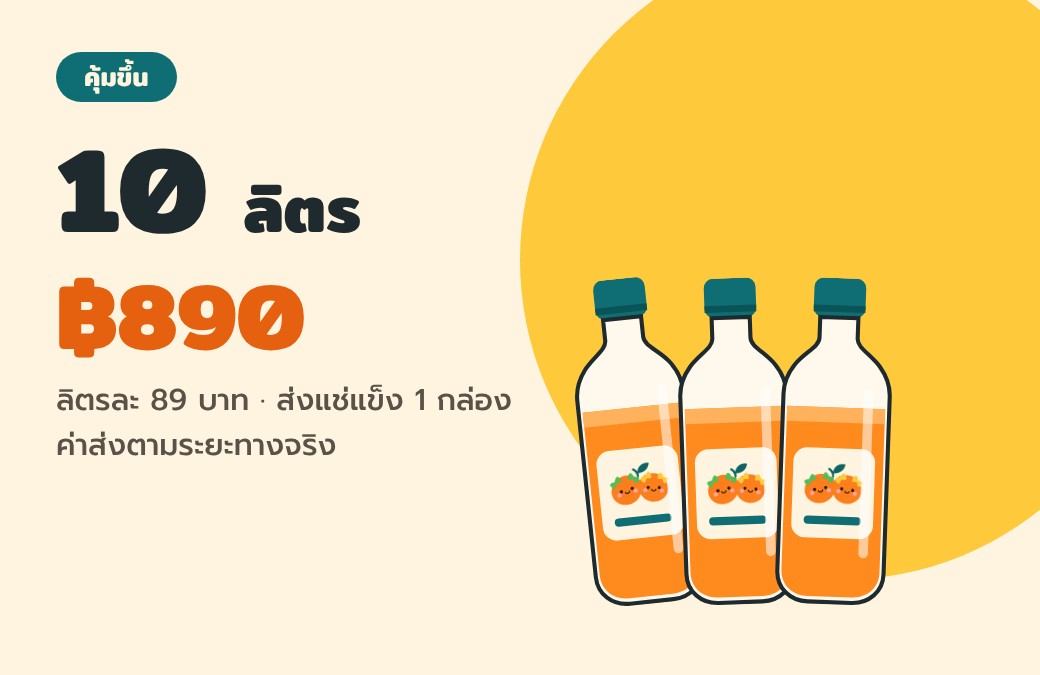 คุ้มขึ้น
10 ลิตร
฿890
ลิตรละ 89 บาท · ส่งแช่แข็ง 1 กล่อง
ค่าส่งตามระยะทางจริง